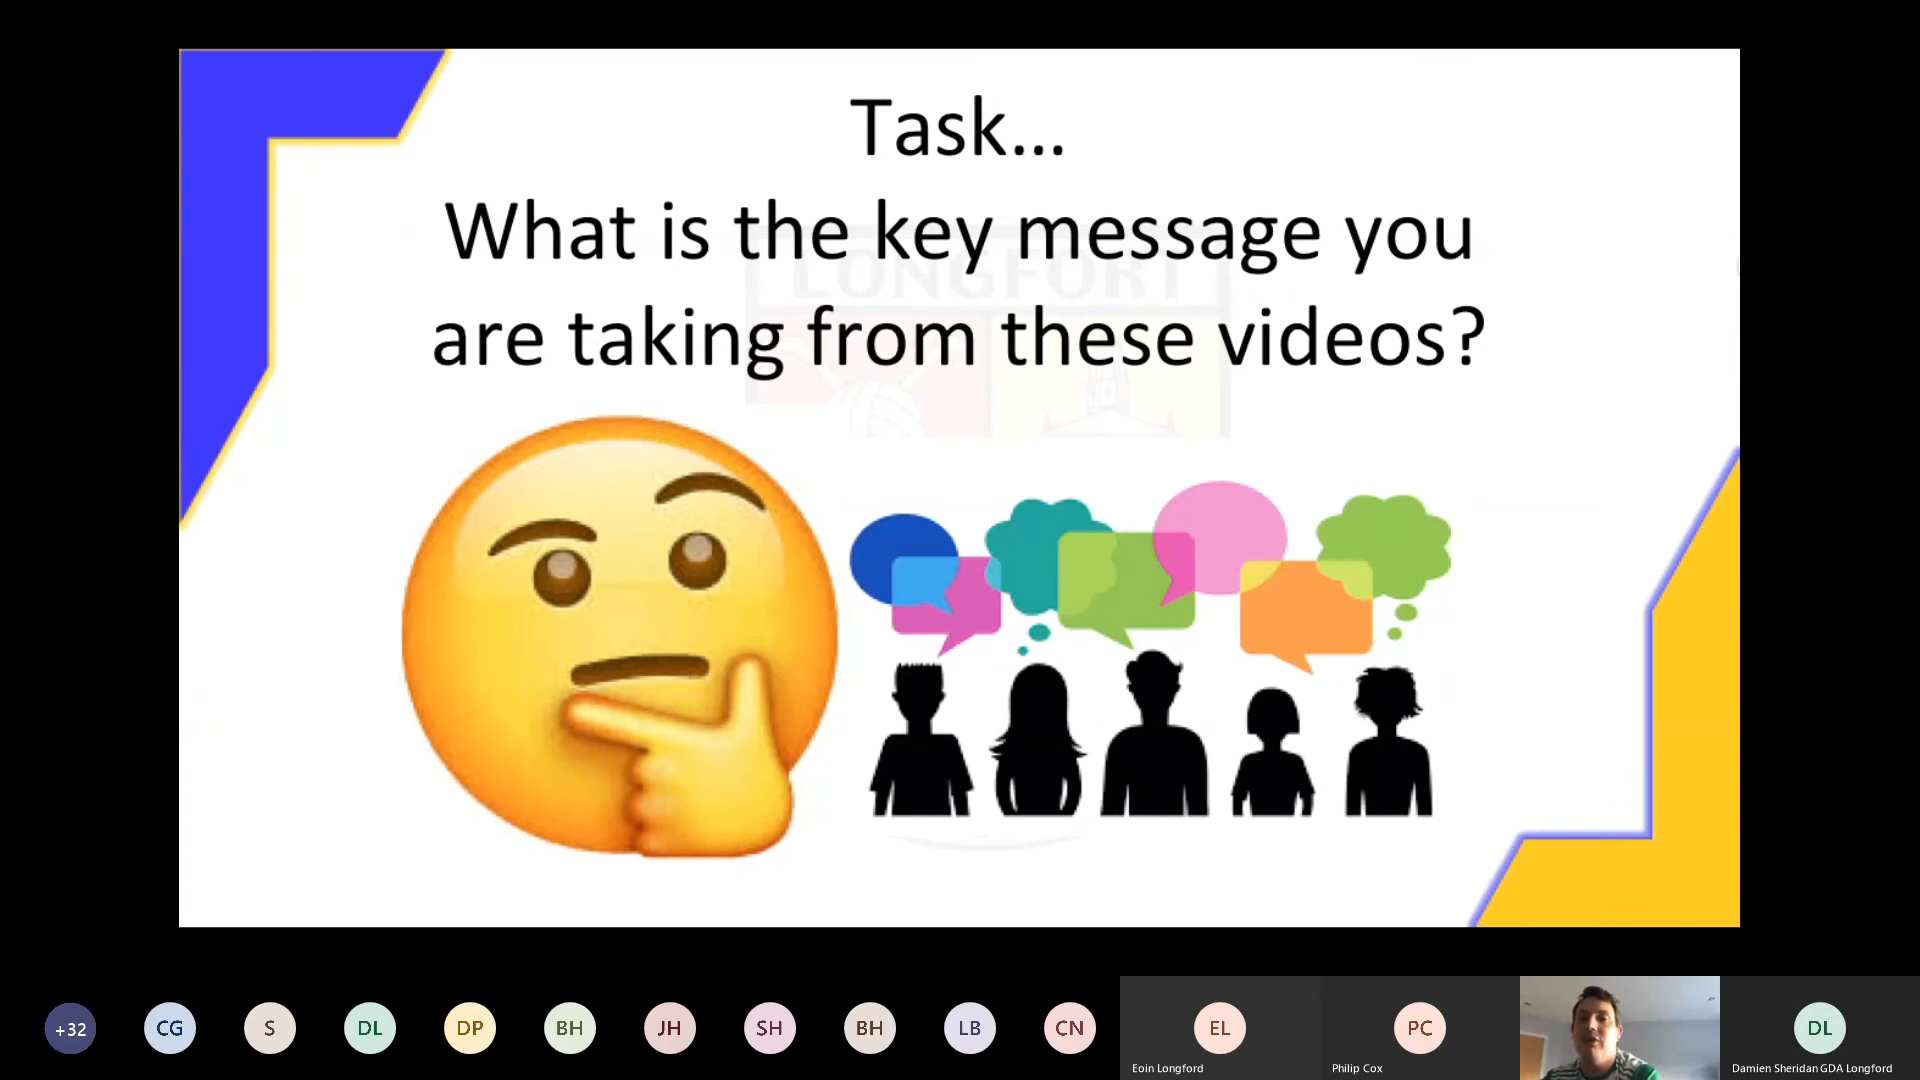 Task...
What is the key message you
are taking from these videos?
LONGFORT
+32
CG
S
DL
DP
BH
JH
SH
BH
LB
CN
EL
PC
DL
Eoin Longford
Philip Cox
Damien Sheridan GDA Longford